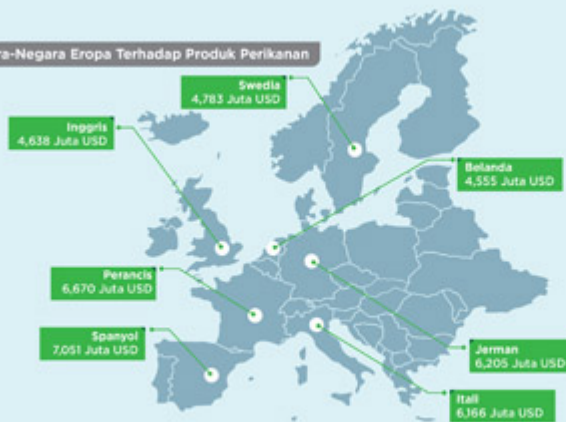 ra-Negara Eropa Terhadap Produk Perikanan
Swedia
4,783 Juta USD
Inggris
4,638 Juta USD
Belanda
4,555 Juta USD
Perancis
6,670 Juta USD
Spanyol
7,051 Juta USD
Jerman
6,205 Juta USD
Itali
6,166 Juta USD